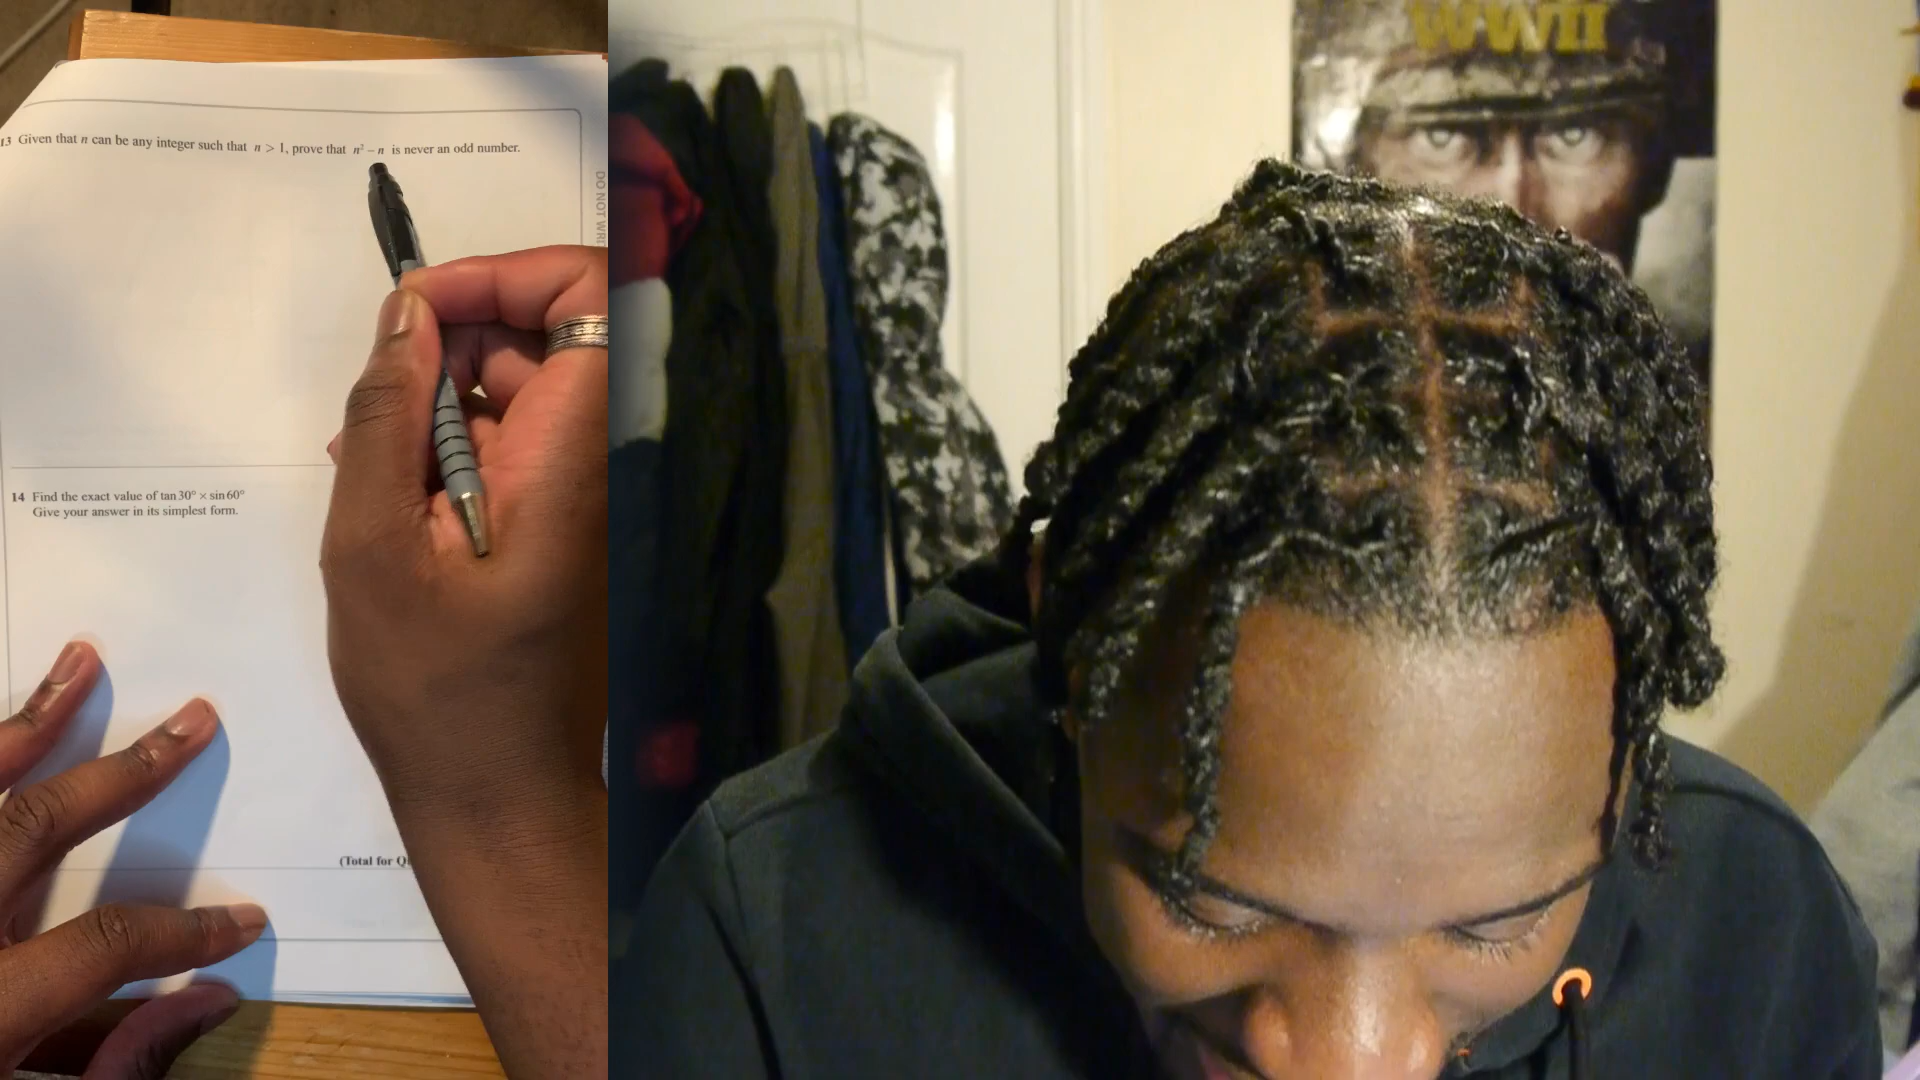 13 Given that n can be any integer such that n > 1, prove that n² – n is never an odd number.
DO NOT WRI
14 Find the exact value of tan 30° × sin 60°
Give your answer in its simplest form.
(Total for Q
WWII